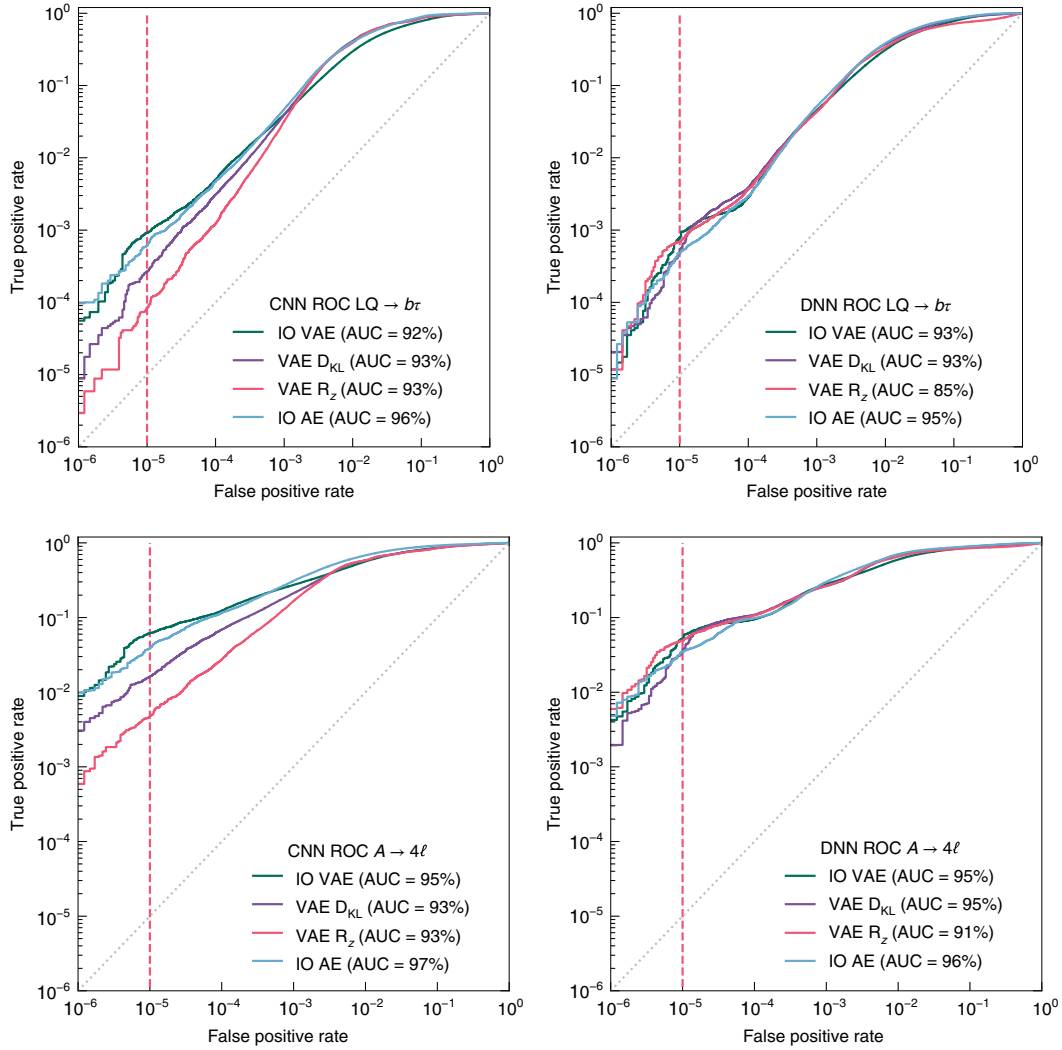 10⁰
10⁻¹
10⁻²
10⁻³
10⁻⁴
10⁻⁵
10⁻⁶
True positive rate
CNN ROC LQ → bτ
IO VAE (AUC = 92%)
VAE D_KL (AUC = 93%)
VAE R_z (AUC = 93%)
IO AE (AUC = 96%)
10⁻⁶ 10⁻⁵ 10⁻⁴ 10⁻³ 10⁻² 10⁻¹ 10⁰
False positive rate
10⁰
10⁻¹
10⁻²
10⁻³
10⁻⁴
10⁻⁵
10⁻⁶
True positive rate
DNN ROC LQ → bτ
IO VAE (AUC = 93%)
VAE D_KL (AUC = 93%)
VAE R_z (AUC = 85%)
IO AE (AUC = 95%)
10⁻⁶ 10⁻⁵ 10⁻⁴ 10⁻³ 10⁻² 10⁻¹ 10⁰
False positive rate
10⁰
10⁻¹
10⁻²
10⁻³
10⁻⁴
10⁻⁵
10⁻⁶
True positive rate
CNN ROC A → 4ℓ
IO VAE (AUC = 95%)
VAE D_KL (AUC = 93%)
VAE R_z (AUC = 93%)
IO AE (AUC = 97%)
10⁻⁶ 10⁻⁵ 10⁻⁴ 10⁻³ 10⁻² 10⁻¹ 10⁰
False positive rate
10⁰
10⁻¹
10⁻²
10⁻³
10⁻⁴
10⁻⁵
10⁻⁶
True positive rate
DNN ROC A → 4ℓ
IO VAE (AUC = 95%)
VAE D_KL (AUC = 95%)
VAE R_z (AUC = 91%)
IO AE (AUC = 96%)
10⁻⁶ 10⁻⁵ 10⁻⁴ 10⁻³ 10⁻² 10⁻¹ 10⁰
False positive rate